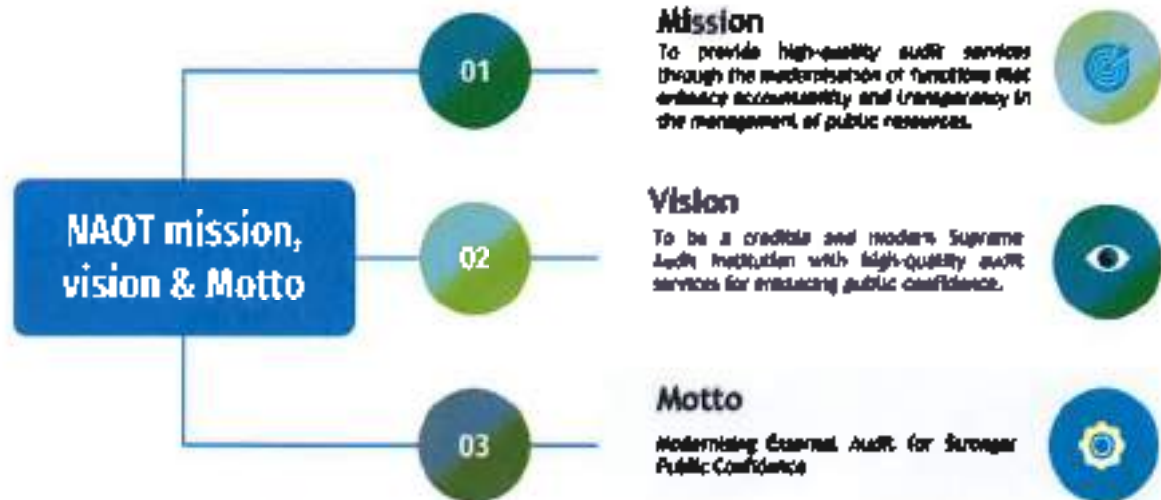 NAOT mission,
vision & Motto
01
Mission
To provide high-quality audit services
through the modernisation of functions that
enhance accountability and transparency in
the management of public resources.
02
Vision
To be a credible and modern Supreme
Audit Institution with high-quality audit
services for enhancing public confidence.
03
Motto
Modernising External Audit for Stronger
Public Confidence